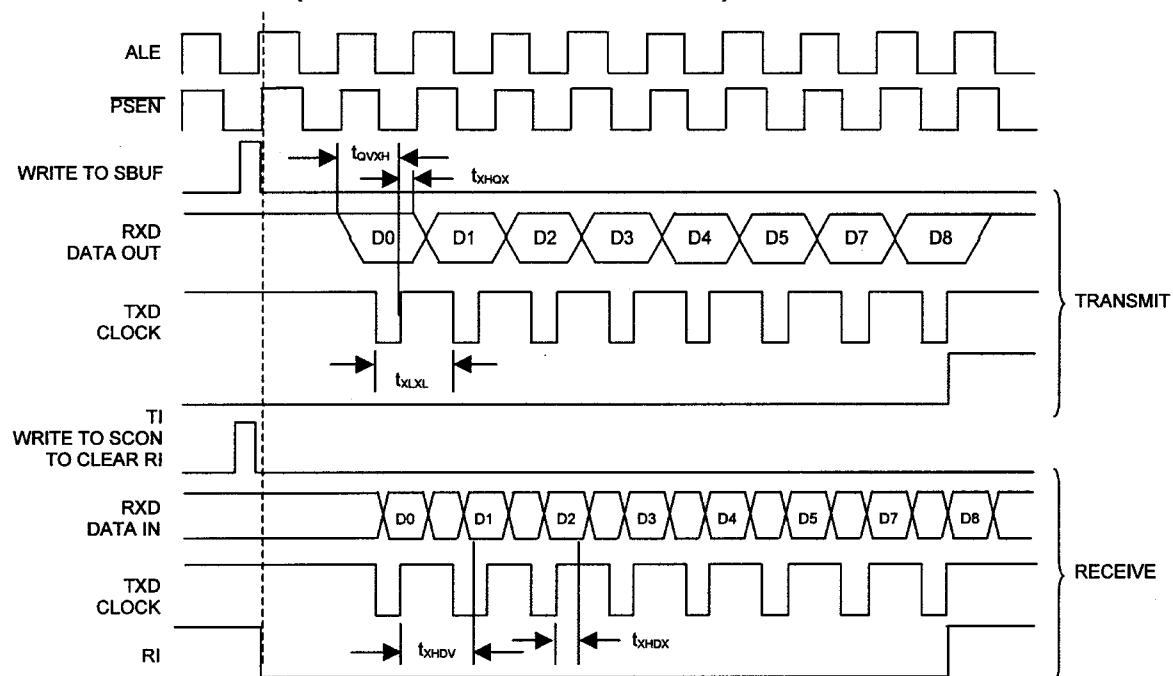 ALE
PSEN
WRITE TO SBUF
tQVXH
tXHQX
RXD
DATA OUT
D0 D1 D2 D3 D4 D5 D7 D8
TXD
CLOCK
TRANSMIT
tXLXL
TI
WRITE TO SCON
TO CLEAR RI
RXD
DATA IN
D0 D1 D2 D3 D4 D5 D7 D8
TXD
CLOCK
RECEIVE
RI
tXHDV
tXHDX